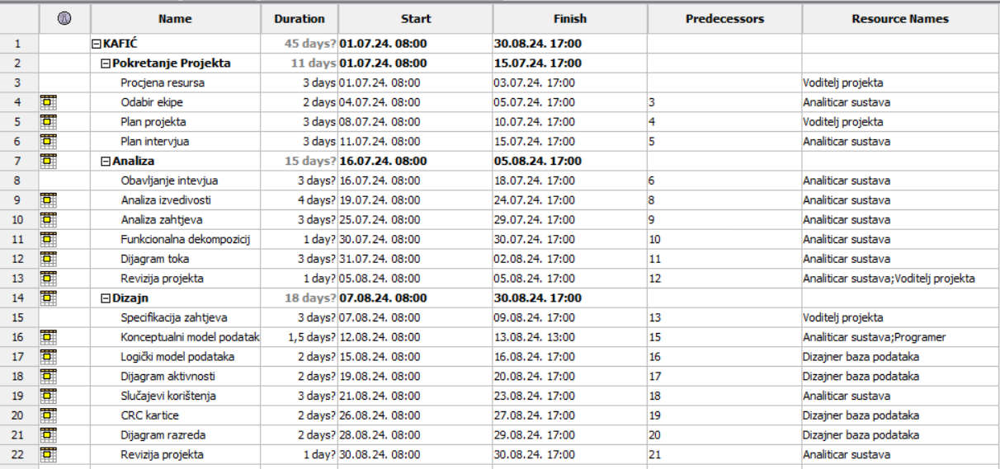 Name Duration Start Finish Predecessors Resource Names
1 KAFIĆ 45 days? 01.07.24. 08:00 30.08.24. 17:00
2 Pokretanje Projekta 11 days 01.07.24. 08:00 15.07.24. 17:00
3 Procjena resursa 3 days 01.07.24. 08:00 03.07.24. 17:00 Voditelj projekta
4 Odabir ekipe 2 days 04.07.24. 08:00 05.07.24. 17:00 3 Analiticar sustava
5 Plan projekta 3 days 08.07.24. 08:00 10.07.24. 17:00 4 Voditelj projekta
6 Plan intervjua 3 days 11.07.24. 08:00 15.07.24. 17:00 5 Analiticar sustava
7 Analiza 15 days? 16.07.24. 08:00 05.08.24. 17:00
8 Obavljanje intevjua 3 days? 16.07.24. 08:00 18.07.24. 17:00 6 Analiticar sustava
9 Analiza izvedivosti 4 days? 19.07.24. 08:00 24.07.24. 17:00 8 Analiticar sustava
10 Analiza zahtjeva 3 days? 25.07.24. 08:00 29.07.24. 17:00 9 Analiticar sustava
11 Funkcionalna dekompozicij 1 day? 30.07.24. 08:00 30.07.24. 17:00 10 Analiticar sustava
12 Dijagram toka 3 days? 31.07.24. 08:00 02.08.24. 17:00 11 Analiticar sustava
13 Revizija projekta 1 day? 05.08.24. 08:00 05.08.24. 17:00 12 Analiticar sustava;Voditelj projekta
14 Dizajn 18 days? 07.08.24. 08:00 30.08.24. 17:00
15 Specifikacija zahtjeva 3 days? 07.08.24. 08:00 09.08.24. 17:00 13 Voditelj projekta
16 Konceptualni model podatak 1,5 days? 12.08.24. 08:00 13.08.24. 13:00 15 Analiticar sustava;Programer
17 Logički model podataka 2 days? 15.08.24. 08:00 16.08.24. 17:00 16 Dizajner baza podataka
18 Dijagram aktivnosti 2 days? 19.08.24. 08:00 20.08.24. 17:00 17 Dizajner baza podataka
19 Slučajevi korištenja 3 days? 21.08.24. 08:00 23.08.24. 17:00 18 Analiticar sustava
20 CRC kartice 2 days? 26.08.24. 08:00 27.08.24. 17:00 19 Dizajner baza podataka
21 Dijagram razreda 2 days? 28.08.24. 08:00 29.08.24. 17:00 20 Dizajner baza podataka
22 Revizija projekta 1 day? 30.08.24. 08:00 30.08.24. 17:00 21 Analiticar sustava